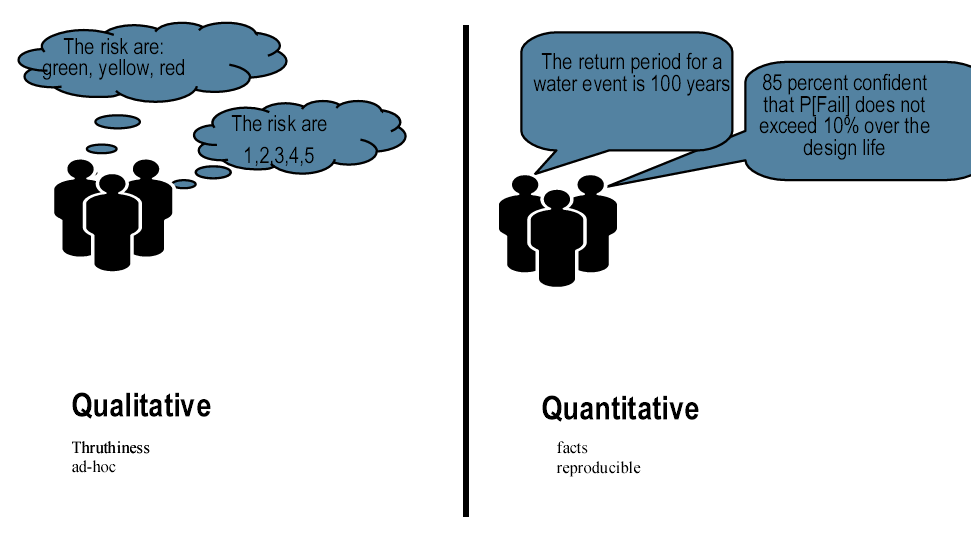 The risk are:
green, yellow, red
The risk are
1,2,3,4,5
Qualitative
Thruthiness
ad-hoc
The return period for a
water event is 100 years
85 percent confident
that P[Fail] does not
exceed 10% over the
design life
Quantitative
facts
reproducible